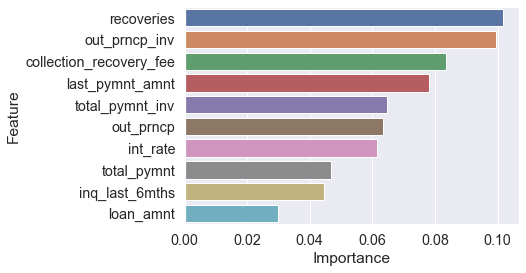 Feature
recoveries
out_prncp_inv
collection_recovery_fee
last_pymnt_amnt
total_pymnt_inv
out_prncp
int_rate
total_pymnt
inq_last_6mths
loan_amnt
0.00 0.02 0.04 0.06 0.08 0.10
Importance